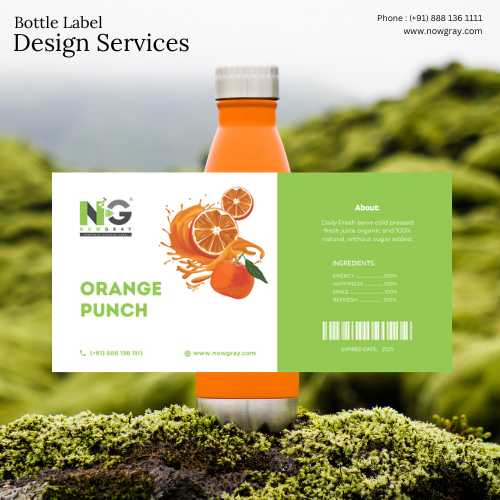 Bottle Label
Design Services
Phone : (+91) 888 136 1111
www.nowgray.com
NG
NOWGRAY
ORANGE
PUNCH
(+91) 888 136 1111
www.nowgray.com
About:
Daily Fresh serve cold pressed
fresh juice organic and 100%
natural, without sugar added.
INGREDIENTS:
ENERGY .................. 100%
HAPPINESS .............. 100%
SMILE..................... 100%
REFRESH ................. 100%
EXPIRED DATE: 2025